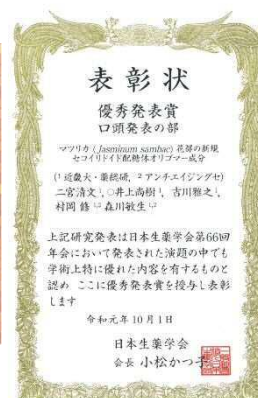 表彰状
優秀発表賞
口頭発表の部
マツリカ (Jasminum sambac) 花部の新規
セコイリドイド配糖体オリゴマー成分
(¹近畿大・薬総研, ²アンチエイジングセ)
二宮清文¹, ○井上尚樹¹, 吉川雅之¹,
村岡 修¹,², 森川敏生¹,²
上記研究発表は日本生薬学会第66回
年会において発表された演題の中でも
学術上特に優れた内容を有するものと
認め ここに優秀発表賞を授与し表彰
します
令和元年10月1日
日本生薬学会
会長 小松かつ子